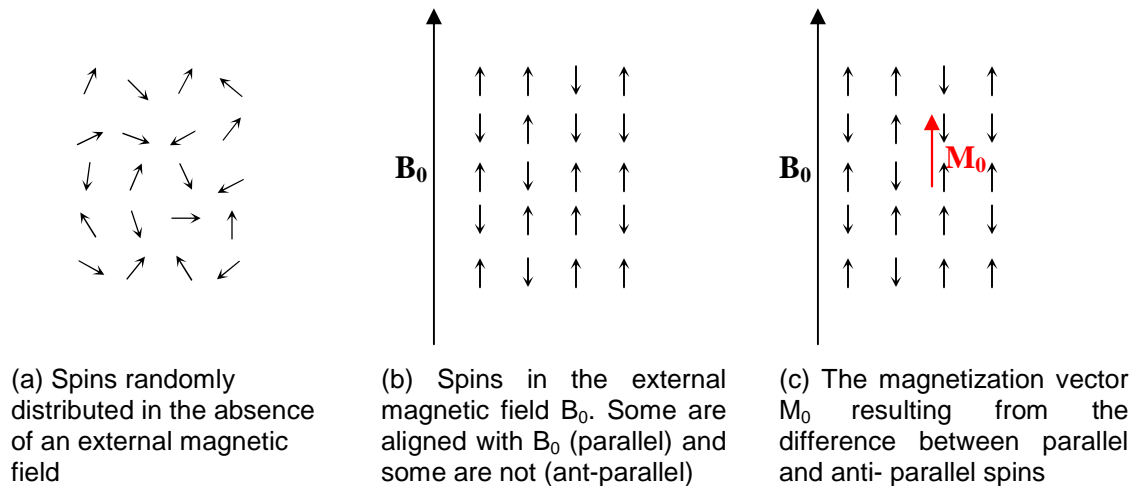 B₀
M₀
B₀
(a) Spins randomly
distributed in the absence
of an external magnetic
field
(b) Spins in the external
magnetic field B₀. Some are
aligned with B₀ (parallel) and
some are not (ant-parallel)
(c) The magnetization vector
M₀ resulting from the
difference between parallel
and anti- parallel spins